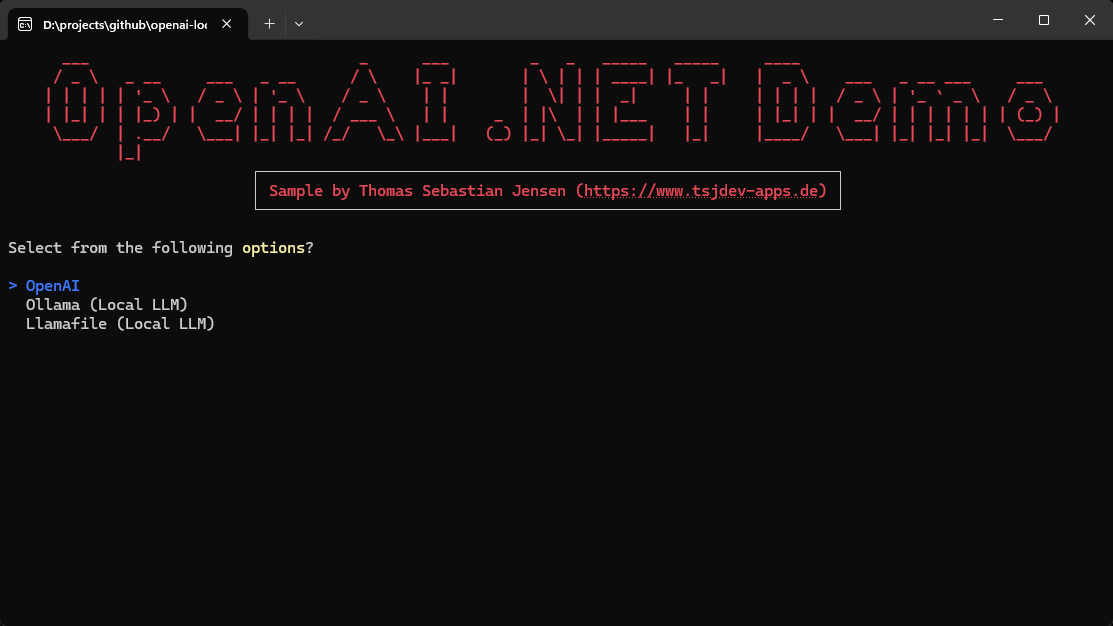 D:\projects\github\openai-loc
OpenAI .NET Demo
Sample by Thomas Sebastian Jensen (https://www.tsjdev-apps.de)
Select from the following options?
> OpenAI
Ollama (Local LLM)
Llamafile (Local LLM)